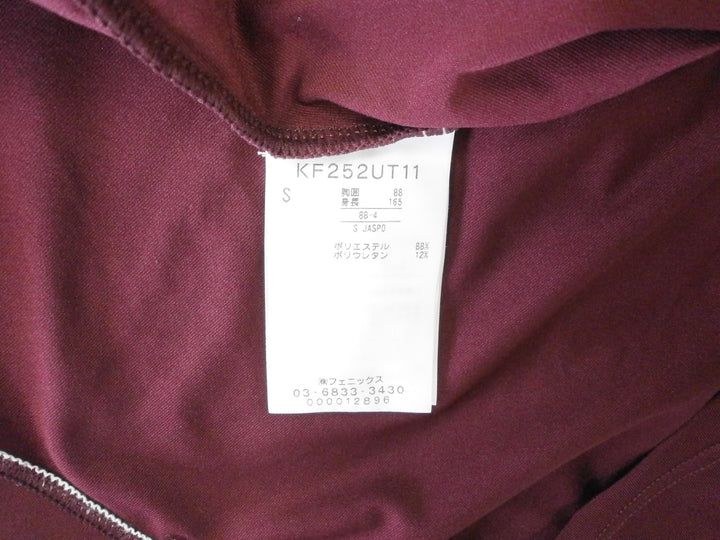 KF252UT11
S 胸囲 88
身長 165
88-4
S JASPO
ポリエステル 88%
ポリウレタン 12%
㈱フェニックス
03-6833-3430
000012896